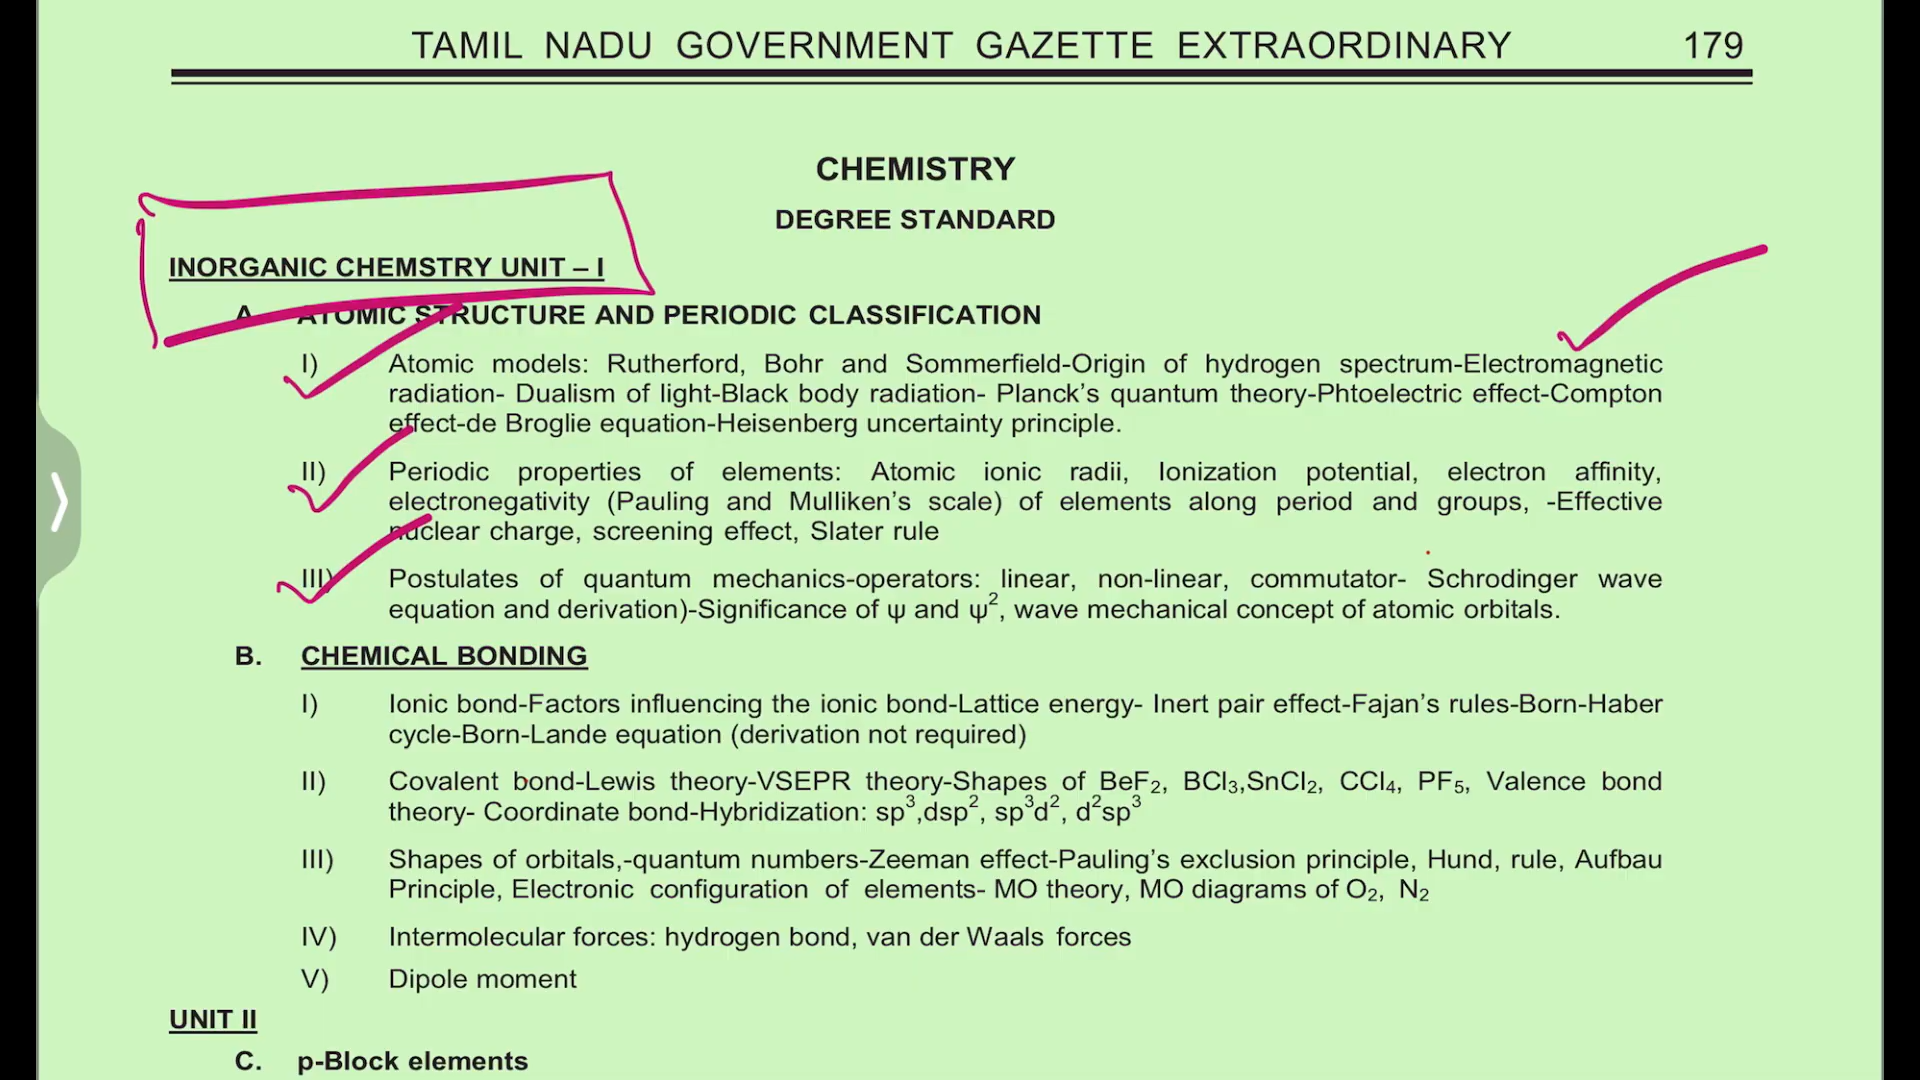 TAMIL NADU GOVERNMENT GAZETTE EXTRAORDINARY 179
CHEMISTRY
DEGREE STANDARD
INORGANIC CHEMSTRY UNIT – I
A. ATOMIC STRUCTURE AND PERIODIC CLASSIFICATION
I) Atomic models: Rutherford, Bohr and Sommerfield-Origin of hydrogen spectrum-Electromagnetic
radiation- Dualism of light-Black body radiation- Planck’s quantum theory-Phtoelectric effect-Compton
effect-de Broglie equation-Heisenberg uncertainty principle.
II) Periodic properties of elements: Atomic ionic radii, Ionization potential, electron affinity,
electronegativity (Pauling and Mulliken’s scale) of elements along period and groups, -Effective
nuclear charge, screening effect, Slater rule
III) Postulates of quantum mechanics-operators: linear, non-linear, commutator- Schrodinger wave
equation and derivation)-Significance of ψ and ψ², wave mechanical concept of atomic orbitals.
B. CHEMICAL BONDING
I) Ionic bond-Factors influencing the ionic bond-Lattice energy- Inert pair effect-Fajan’s rules-Born-Haber
cycle-Born-Lande equation (derivation not required)
II) Covalent bond-Lewis theory-VSEPR theory-Shapes of BeF₂, BCl₃,SnCl₂, CCl₄, PF₅, Valence bond
theory- Coordinate bond-Hybridization: sp³,dsp², sp³d², d²sp³
III) Shapes of orbitals,-quantum numbers-Zeeman effect-Pauling’s exclusion principle, Hund, rule, Aufbau
Principle, Electronic configuration of elements- MO theory, MO diagrams of O₂, N₂
IV) Intermolecular forces: hydrogen bond, van der Waals forces
V) Dipole moment
UNIT II
C. p-Block elements